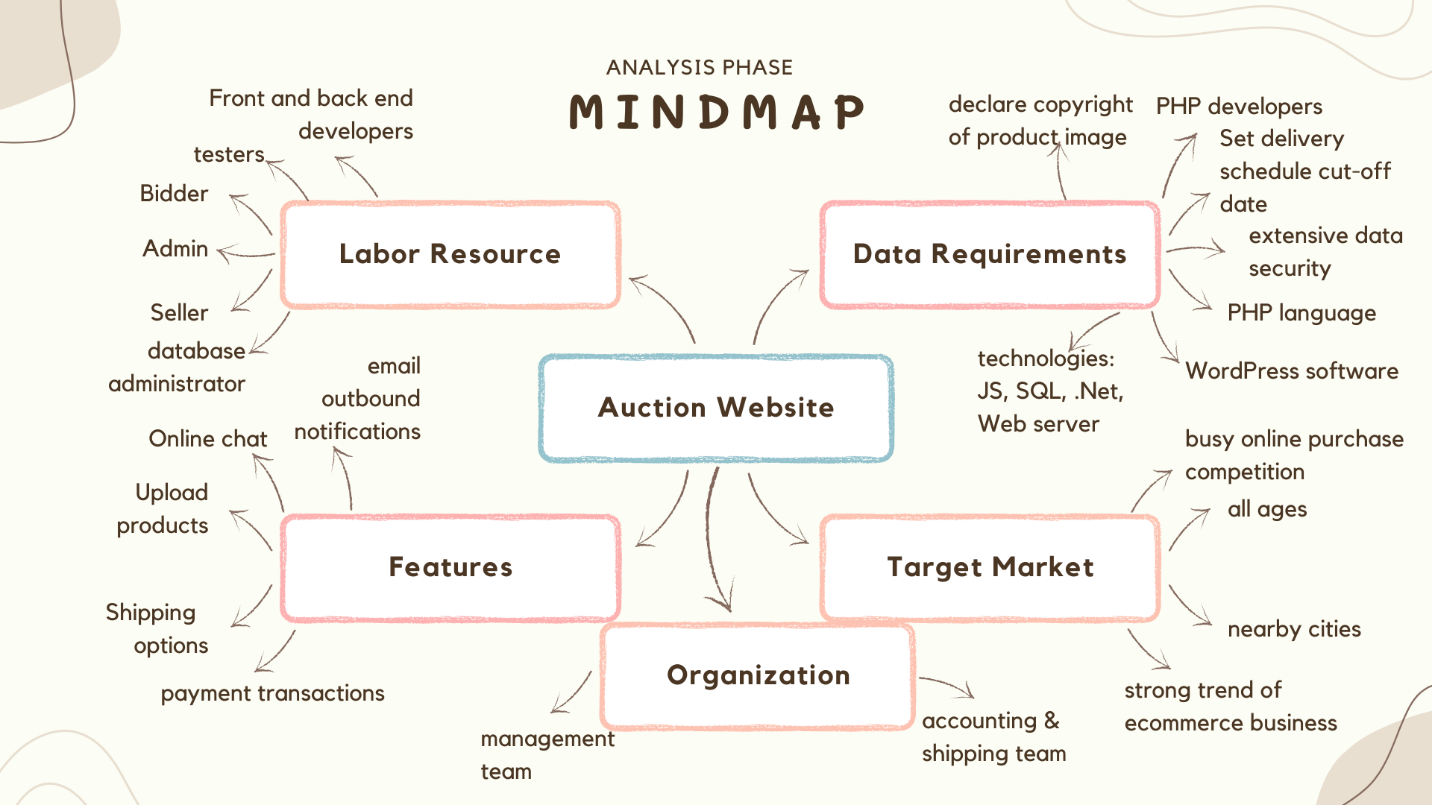 ANALYSIS PHASE
MINDMAP
Front and back end
developers
testers
Bidder
Admin
Seller
database
administrator
Labor Resource
declare copyright
of product image
PHP developers
Set delivery
schedule cut-off
date
extensive data
security
PHP language
WordPress software
technologies:
JS, SQL, .Net,
Web server
Data Requirements
Auction Website
email
outbound
notifications
Online chat
Upload
products
Shipping
options
payment transactions
Features
busy online purchase
competition
all ages
nearby cities
strong trend of
ecommerce business
Target Market
Organization
management
team
accounting &
shipping team